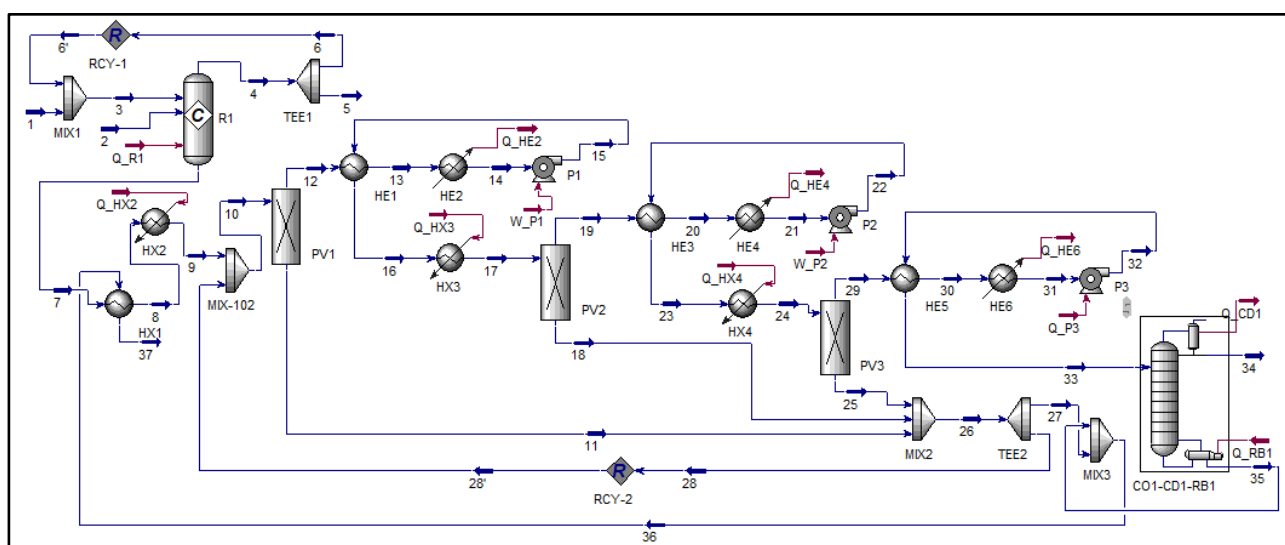 6'
RCY-1
6
1
MIX1
3
2
Q_R1
C
R1
R
4
TEE1
5
12
HE1
13
HE2
Q_HE2
14
P1
15
W_P1
Q_HX2
HX2
9
10
MIX-102
PV1
16
Q_HX3
HX3
17
19
HE3
20
HE4
Q_HE4
21
P2
22
W_P2
PV2
18
23
Q_HX4
HX4
24
29
HE5
30
HE6
Q_HE6
31
P3
32
Q_P3
PV3
25
7
HX1
8
37
11
MIX2
26
TEE2
27
MIX3
28'
R
RCY-2
28
33
Q_CD1
34
Q_RB1
35
CO1-CD1-RB1
36